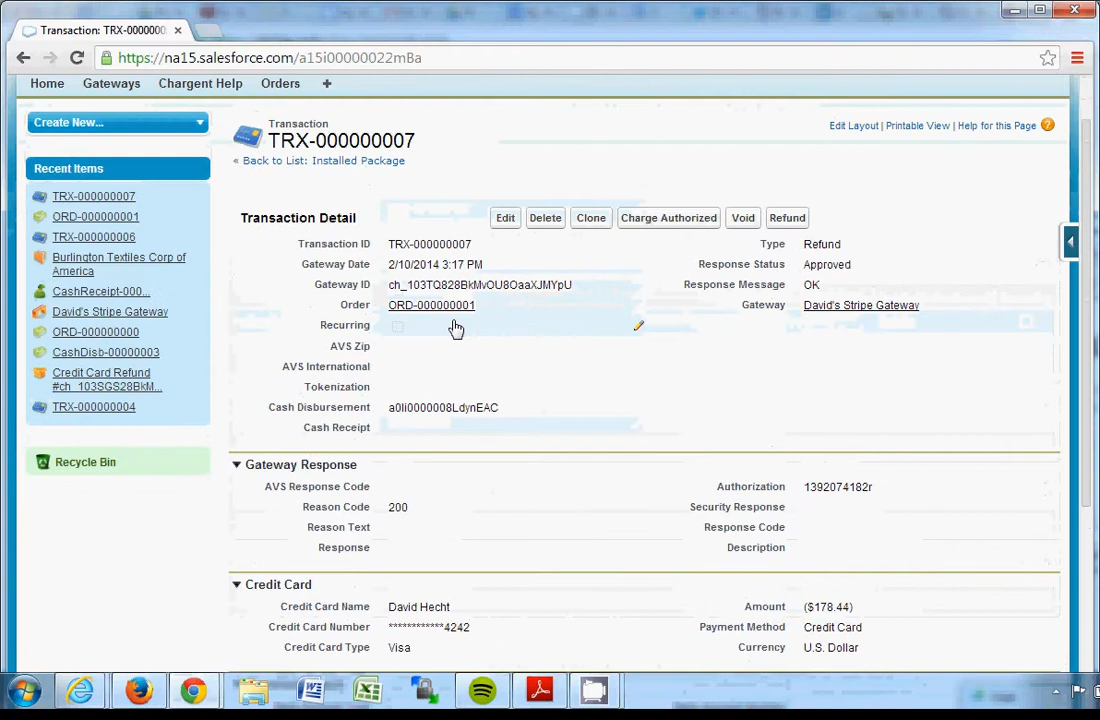 Transaction: TRX-0000000
https://na15.salesforce.com/a15i00000022mBa
Home Gateways Chargent Help Orders +
Create New...
Recent Items
TRX-000000007
ORD-000000001
TRX-000000006
Burlington Textiles Corp of
America
CashReceipt-000...
David's Stripe Gateway
ORD-000000000
CashDisb-00000003
Credit Card Refund
#ch_103SGS28BkM...
TRX-000000004
Recycle Bin
Transaction
TRX-000000007
« Back to List: Installed Package
Edit Layout | Printable View | Help for this Page ?
Transaction Detail Edit Delete Clone Charge Authorized Void Refund
Transaction ID TRX-000000007 Type Refund
Gateway Date 2/10/2014 3:17 PM Response Status Approved
Gateway ID ch_103TQ828BkMvOU8OaaXJMYpU Response Message OK
Order ORD-000000001 Gateway David's Stripe Gateway
Recurring
AVS Zip
AVS International
Tokenization
Cash Disbursement a0Ii0000008LdynEAC
Cash Receipt
Gateway Response
AVS Response Code Authorization 1392074182r
Reason Code 200 Security Response
Reason Text Response Code
Response Description
Credit Card
Credit Card Name David Hecht Amount ($178.44)
Credit Card Number ************4242 Payment Method Credit Card
Credit Card Type Visa Currency U.S. Dollar